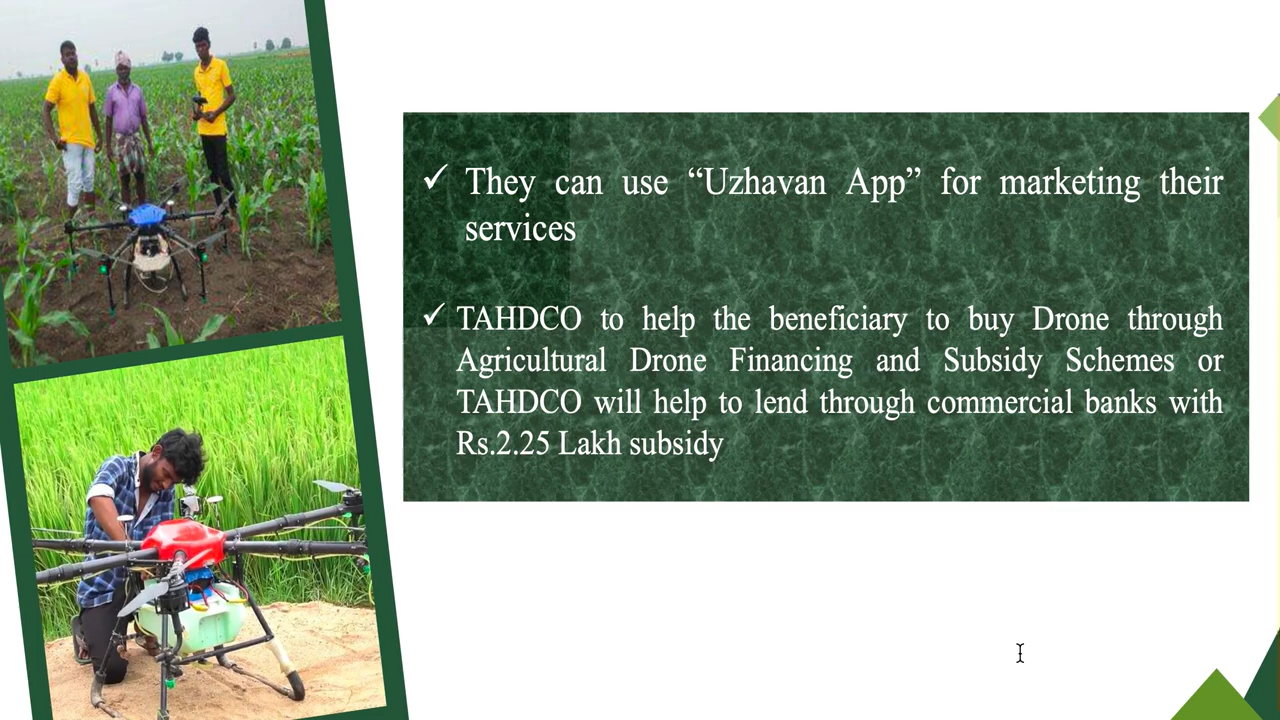 They can use “Uzhavan App” for marketing their
services
TAHDCO to help the beneficiary to buy Drone through
Agricultural Drone Financing and Subsidy Schemes or
TAHDCO will help to lend through commercial banks with
Rs.2.25 Lakh subsidy